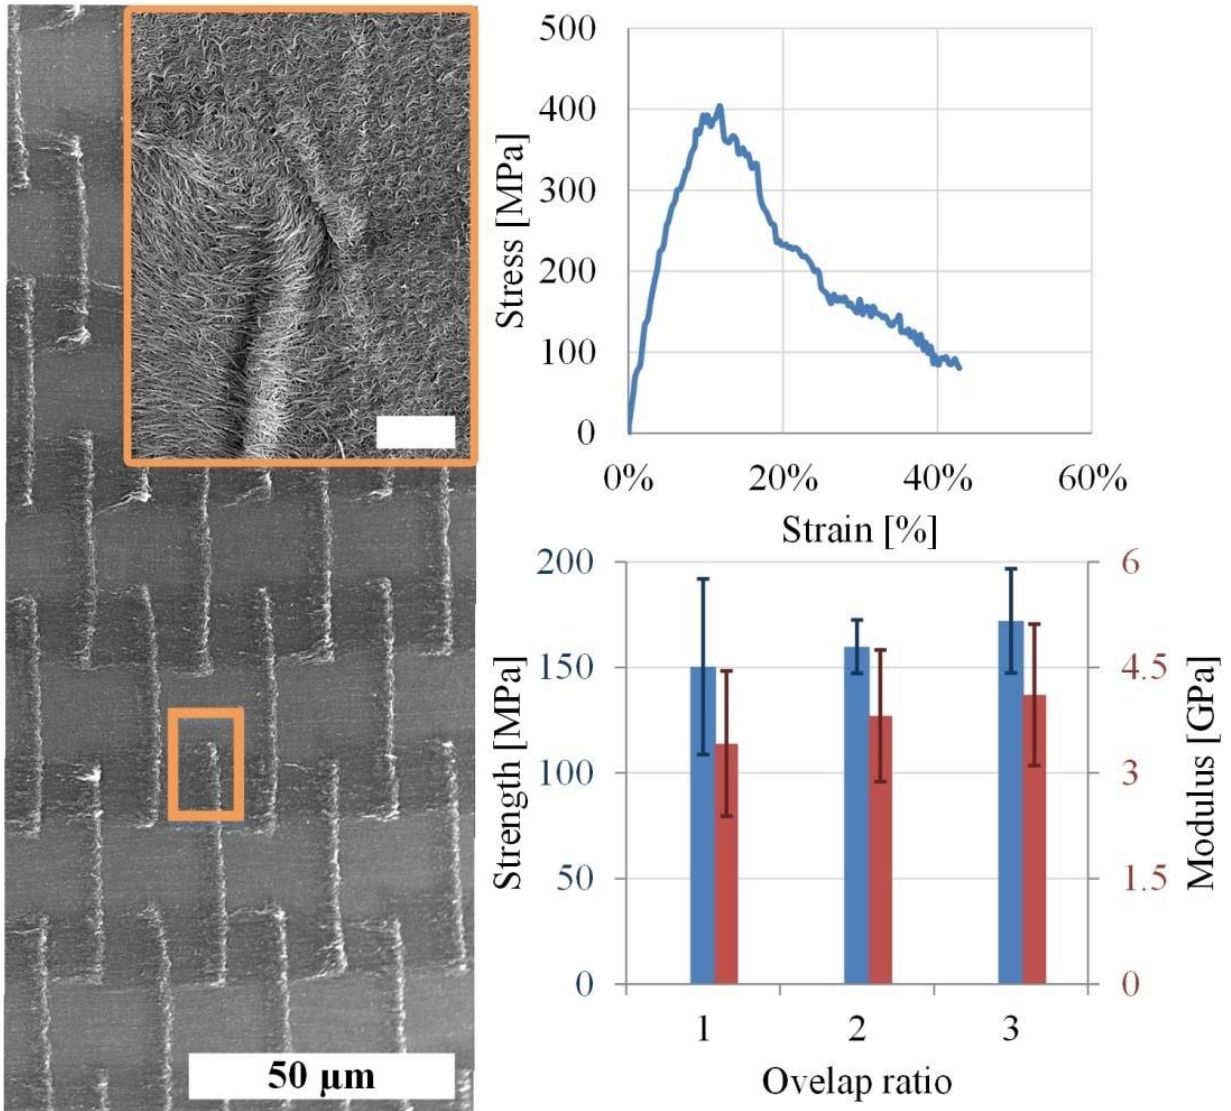 50 μm
500
400
300
200
100
0
Stress [MPa]
0% 20% 40% 60%
Strain [%]
200
150
100
50
0
Strength [MPa]
6
4.5
3
1.5
0
Modulus [GPa]
1 2 3
Ovelap ratio